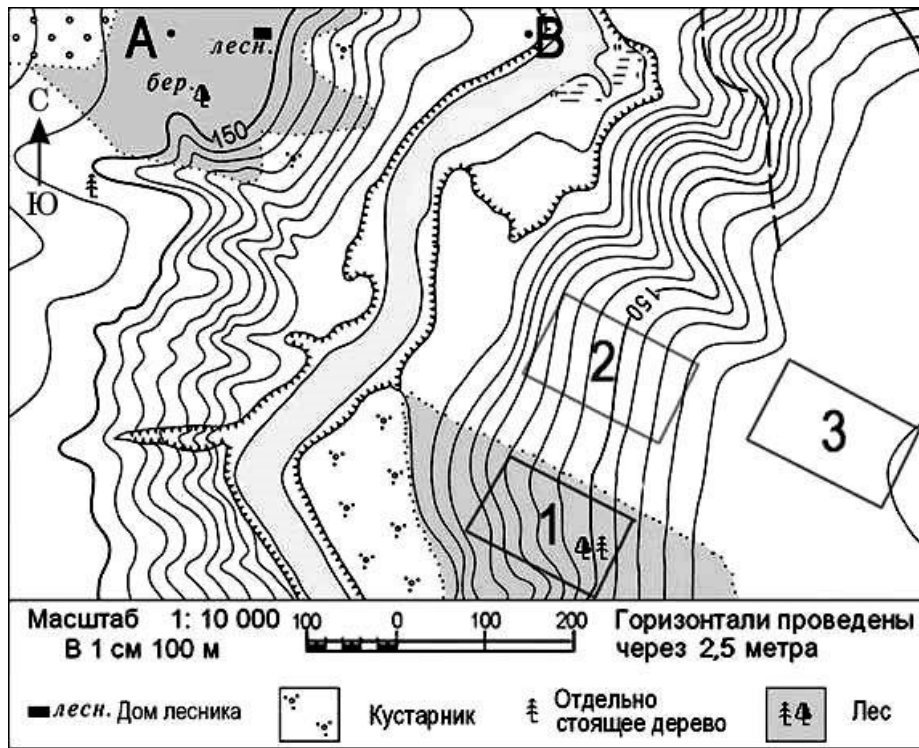 А
лесн.
В
бер.
С
150
Ю
150
2
3
1
Масштаб 1: 10 000
В 1 см 100 м
100 0 100 200
Горизонтали проведены
через 2,5 метра
лесн. Дом лесника
Кустарник
Отдельно
стоящее дерево
Лес